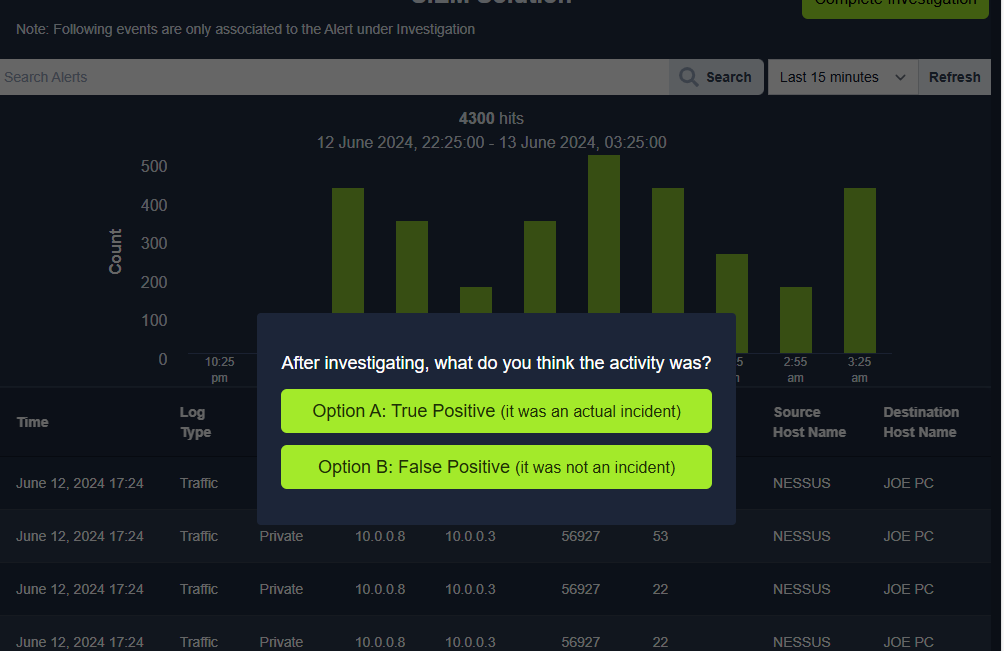 Note: Following events are only associated to the Alert under Investigation
Complete Investigation
Search Alerts
Search
Last 15 minutes
Refresh
4300 hits
12 June 2024, 22:25:00 - 13 June 2024, 03:25:00
500
400
300
200
100
0
Count
10:25 pm
2:55 am
3:25 am
After investigating, what do you think the activity was?
Option A: True Positive (it was an actual incident)
Option B: False Positive (it was not an incident)
Time Log Type Source Host Name Destination Host Name
June 12, 2024 17:24 Traffic NESSUS JOE PC
June 12, 2024 17:24 Traffic Private 10.0.0.8 10.0.0.3 56927 53 NESSUS JOE PC
June 12, 2024 17:24 Traffic Private 10.0.0.8 10.0.0.3 56927 22 NESSUS JOE PC
June 12, 2024 17:24 Traffic Private 10.0.0.8 10.0.0.3 56927 22 NESSUS JOE PC